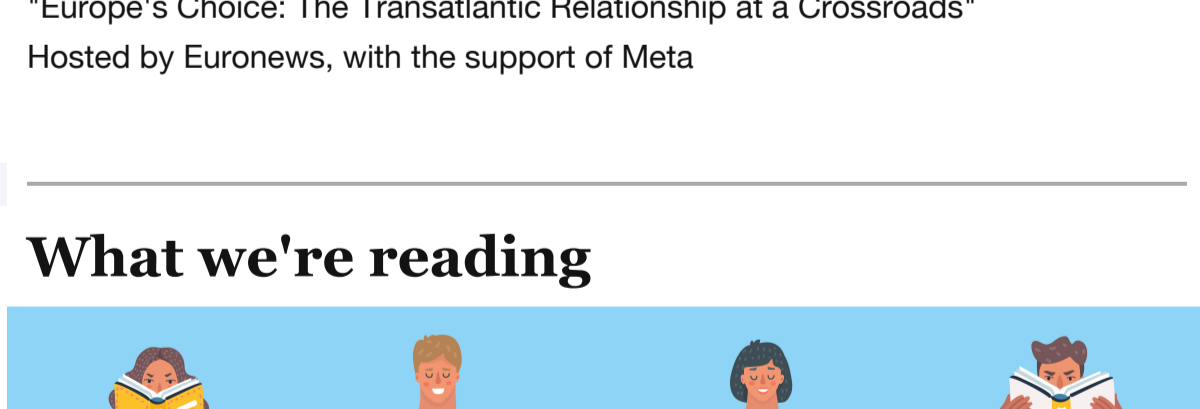 "Europe's Choice: The Transatlantic Relationship at a Crossroads"
Hosted by Euronews, with the support of Meta
What we're reading